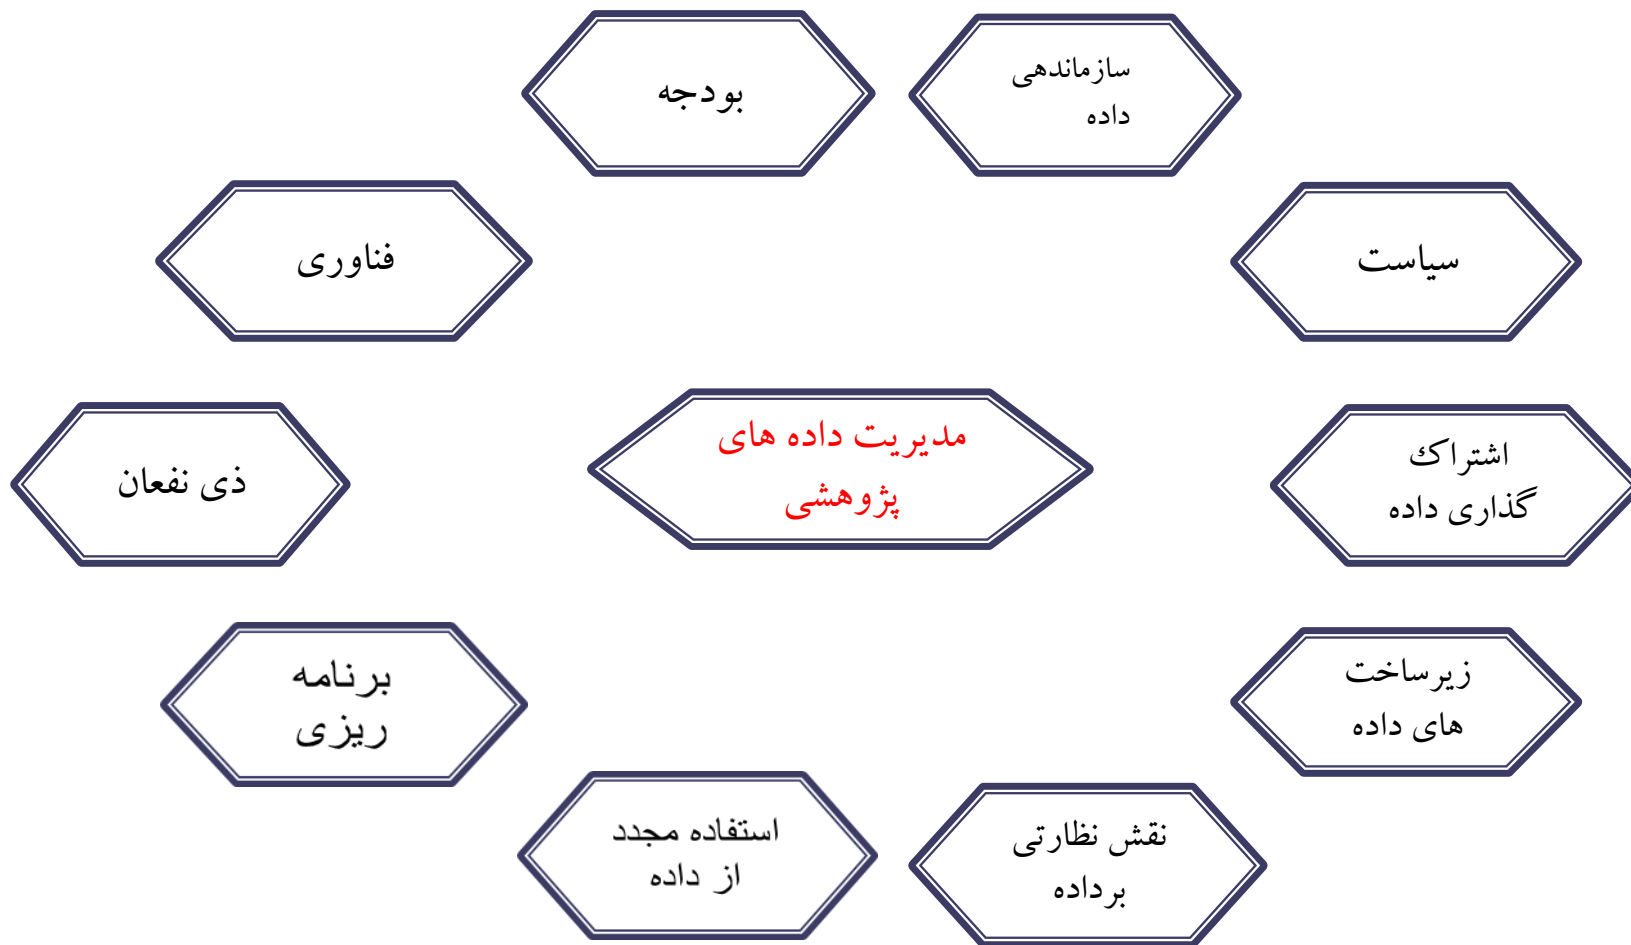 سازماندهی
داده
بودجه
سیاست
فناوری
مدیریت داده های
پژوهشی
اشتراک
گذاری داده
ذی نفعان
زیرساخت
های داده
برنامه
ریزی
نقش نظارتی
برداده
استفاده مجدد
از داده